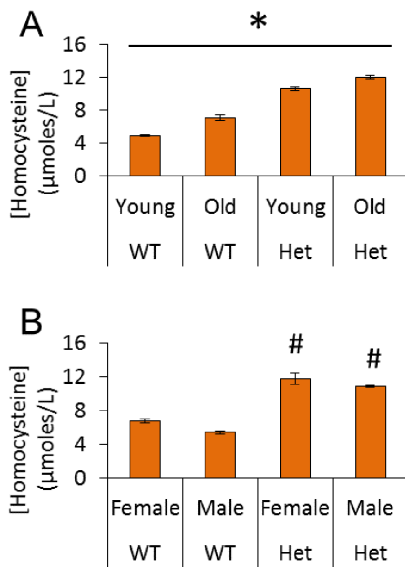 A
*
[Homocysteine]
(µmoles/L)
16
12
8
4
0
Young Old Young Old
WT WT Het Het
B
# #
[Homocysteine]
(µmoles/L)
16
12
8
4
0
Female Male Female Male
WT WT Het Het